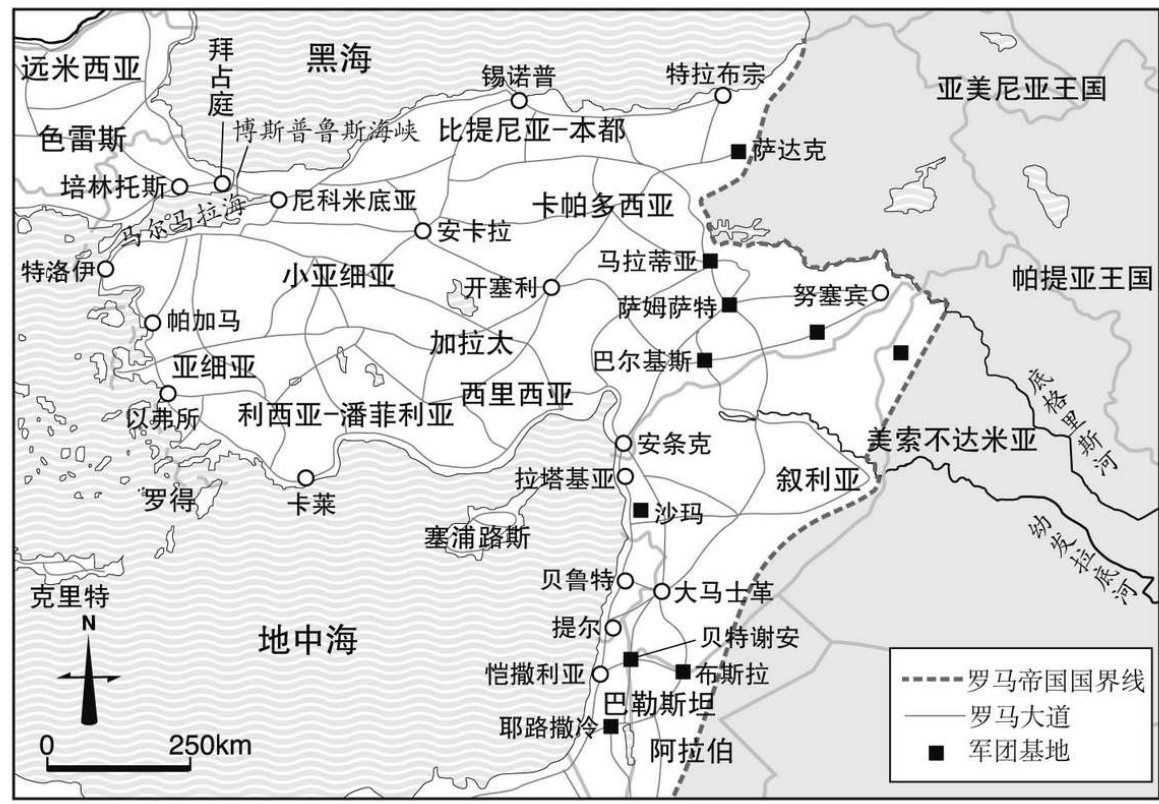 远米西亚
拜占庭
黑海
锡诺普
特拉布宗
亚美尼亚王国
色雷斯
博斯普鲁斯海峡
比提尼亚-本都
萨达克
培林托斯
马尔马拉海
尼科米底亚
卡帕多西亚
安卡拉
特洛伊
小亚细亚
开塞利
马拉蒂亚
萨姆萨特
努塞宾
帕提亚王国
帕加马
加拉太
巴尔基斯
亚细亚
西里西亚
以弗所
利西亚-潘菲利亚
底格里斯河
安条克
美索不达米亚
拉塔基亚
叙利亚
罗得
卡莱
沙玛
塞浦路斯
幼发拉底河
贝鲁特
大马士革
克里特
N
地中海
提尔
贝特谢安
恺撒利亚
布斯拉
巴勒斯坦
耶路撒冷
阿拉伯
0 250km
罗马帝国国界线
罗马大道
军团基地